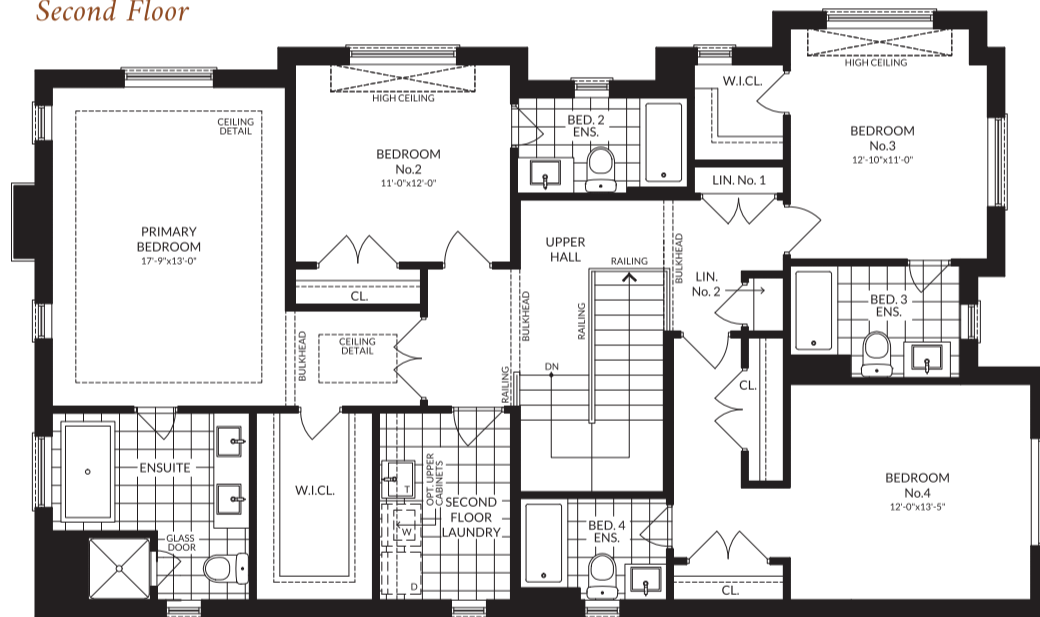 Second Floor
HIGH CEILING
HIGH CEILING
W.I.CL.
CEILING
DETAIL
BED. 2
ENS.
BEDROOM
No.3
12'-10"x11'-0"
BEDROOM
No.2
11'-0"x12'-0"
LIN. No. 1
PRIMARY
BEDROOM
17'-9"x13'-0"
UPPER
HALL
RAILING
BULKHEAD
LIN.
No. 2
CL.
BED. 3
ENS.
BULKHEAD
RAILING
BULKHEAD
CEILING
DETAIL
DN
RAILING
CL.
ENSUITE
W.I.CL.
OPT. UPPER
CABINETS
T
W
D
SECOND
FLOOR
LAUNDRY
BEDROOM
No.4
12'-0"x13'-5"
GLASS
DOOR
BED. 4
ENS.
CL.